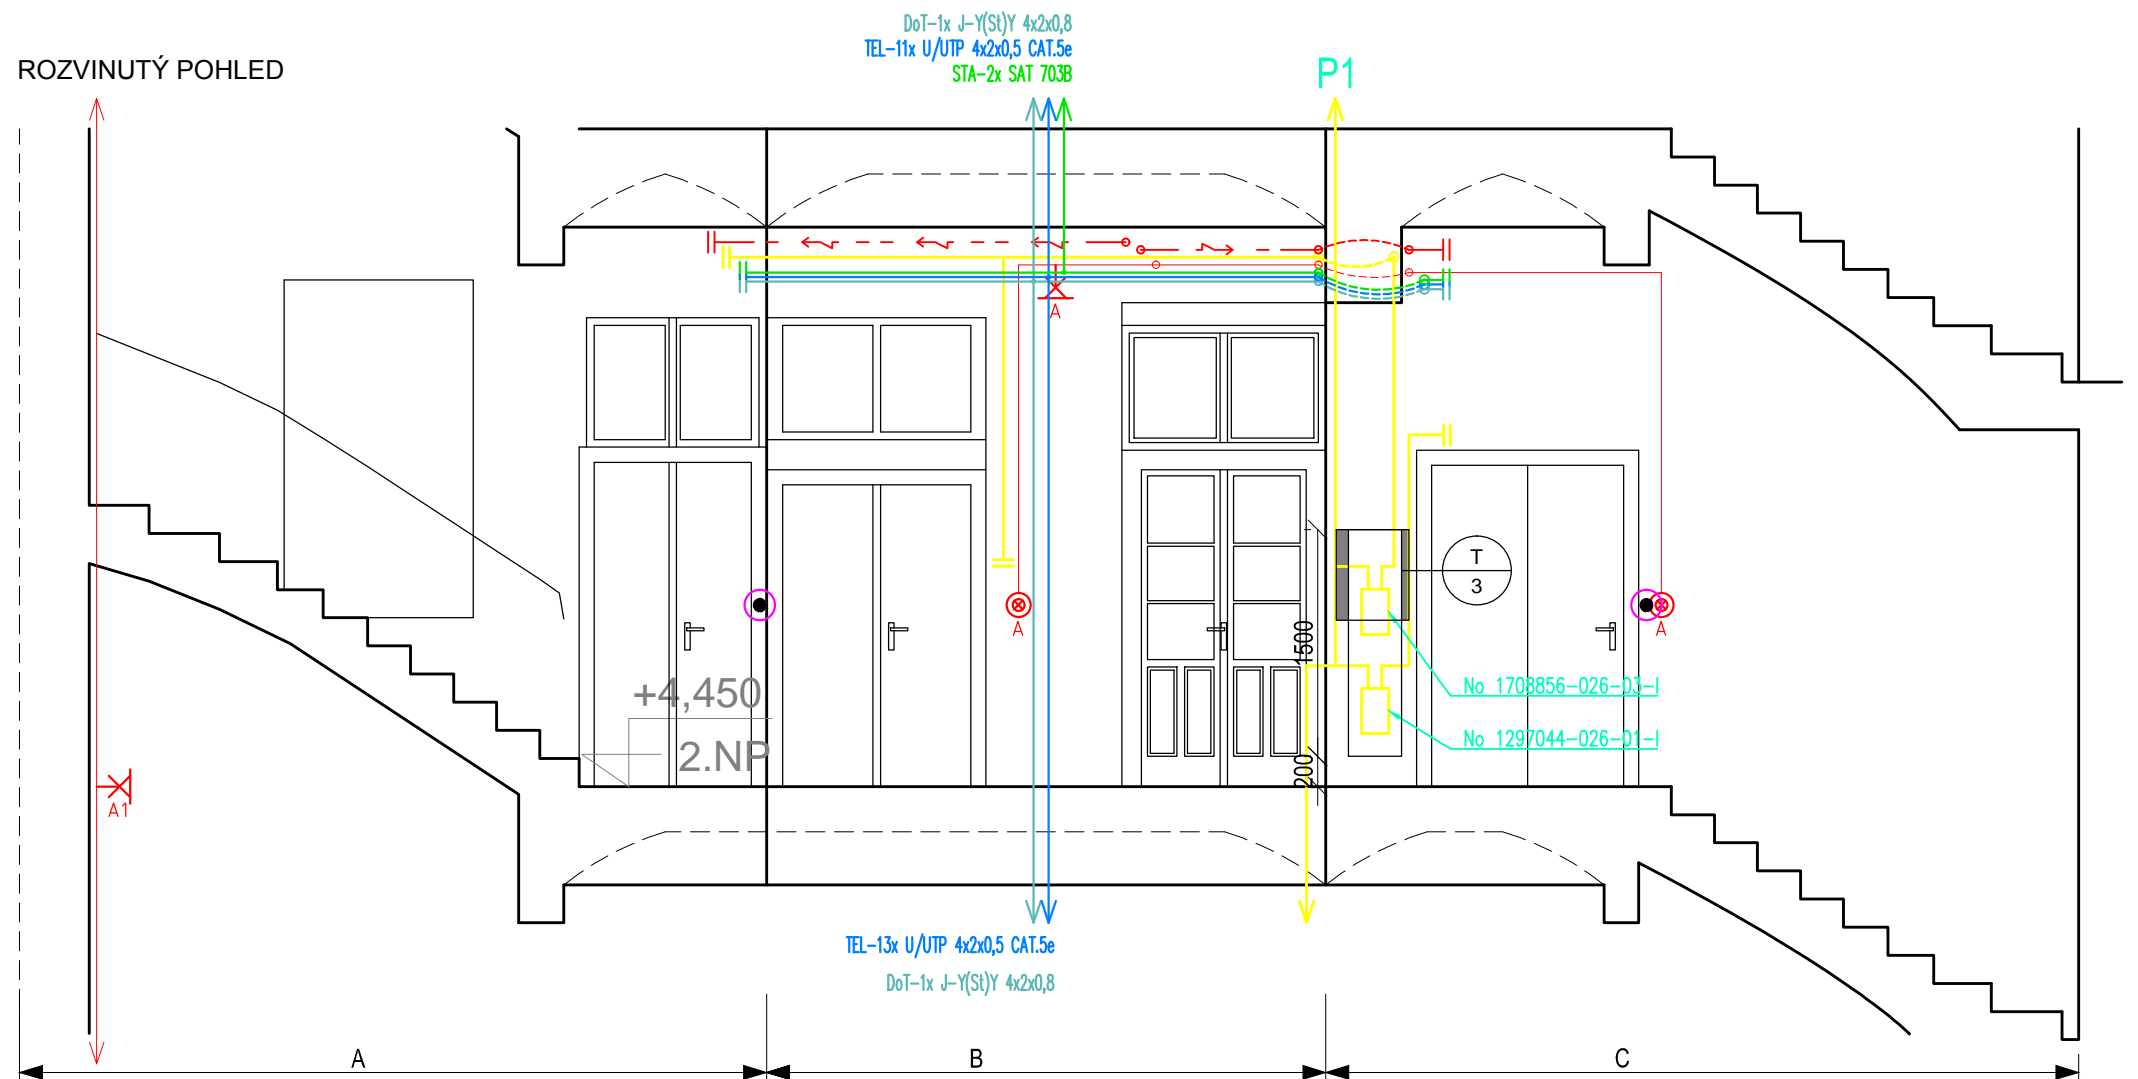 DoT-1x J-Y(St)Y 4x2x0,8
TEL-11x U/UTP 4x2x0,5 CAT.5e
STA-2x SAT 703B
ROZVINUTÝ POHLED
P1
A
T
3
A
A
1500
No 1708856-026-03-I
+4,450
No 1297044-026-01-I
2.NP
200
A1
TEL-13x U/UTP 4x2x0,5 CAT.5e
DoT-1x J-Y(St)Y 4x2x0,8
A
B
C